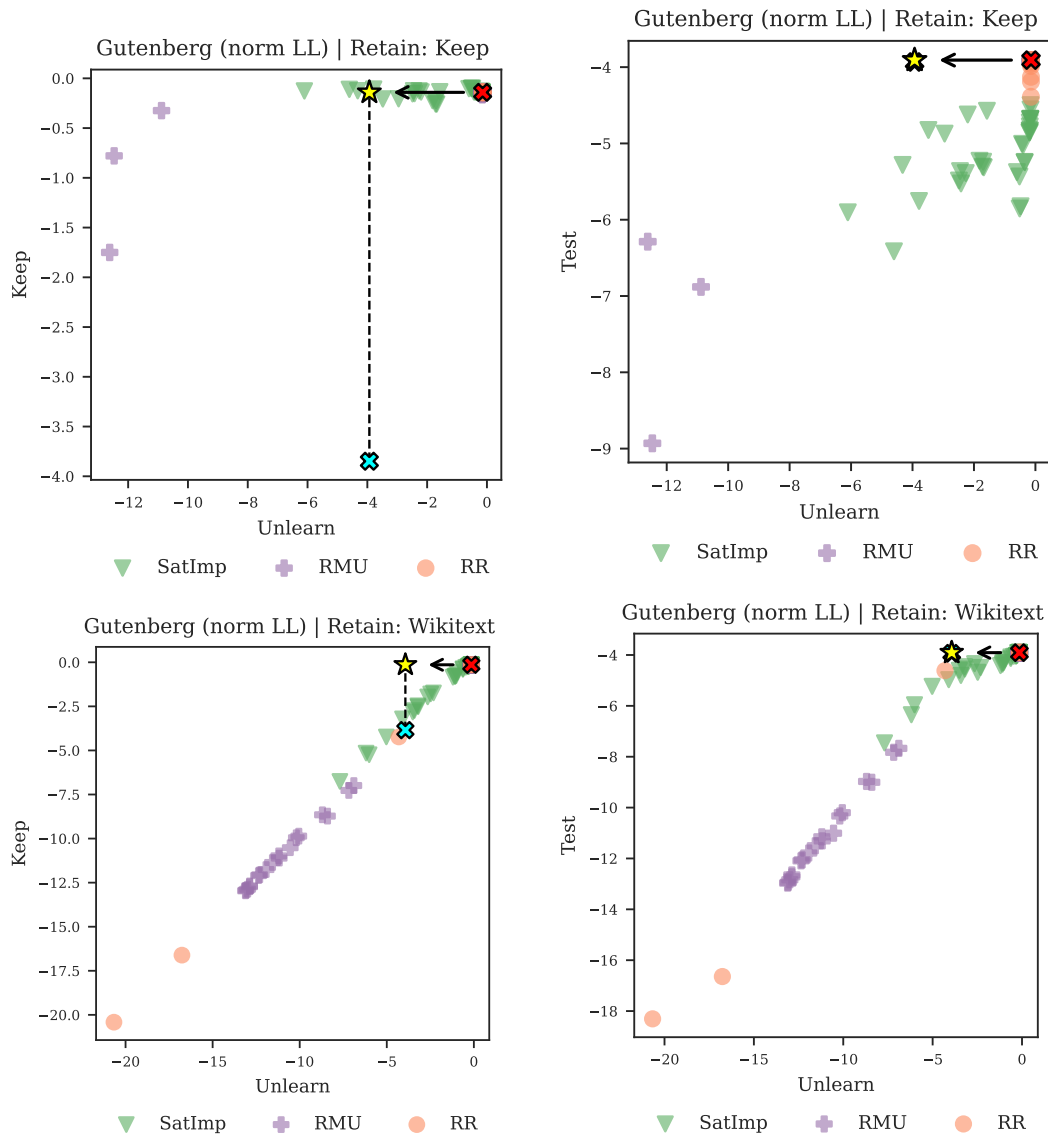 Gutenberg (norm LL) | Retain: Keep
0.0
−0.5
−1.0
−1.5
−2.0
−2.5
−3.0
−3.5
−4.0
Keep
−12
−10
−8
−6
−4
−2
0
Unlearn
SatImp
RMU
RR
Gutenberg (norm LL) | Retain: Keep
−4
−5
−6
−7
−8
−9
Test
−12
−10
−8
−6
−4
−2
0
Unlearn
SatImp
RMU
RR
Gutenberg (norm LL) | Retain: Wikitext
0.0
−2.5
−5.0
−7.5
−10.0
−12.5
−15.0
−17.5
−20.0
Keep
−20
−15
−10
−5
0
Unlearn
SatImp
RMU
RR
Gutenberg (norm LL) | Retain: Wikitext
−4
−6
−8
−10
−12
−14
−16
−18
Test
−20
−15
−10
−5
0
Unlearn
SatImp
RMU
RR